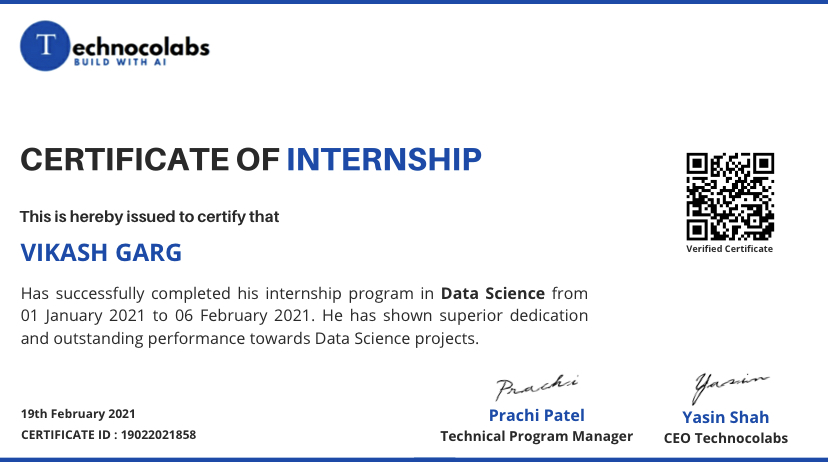 Technocolabs
BUILD WITH AI
CERTIFICATE OF INTERNSHIP
This is hereby issued to certify that
VIKASH GARG
Has successfully completed his internship program in Data Science from
01 January 2021 to 06 February 2021. He has shown superior dedication
and outstanding performance towards Data Science projects.
Verified Certificate
19th February 2021
CERTIFICATE ID : 19022021858
Prachi
Prachi Patel
Technical Program Manager
Yasin
Yasin Shah
CEO Technocolabs